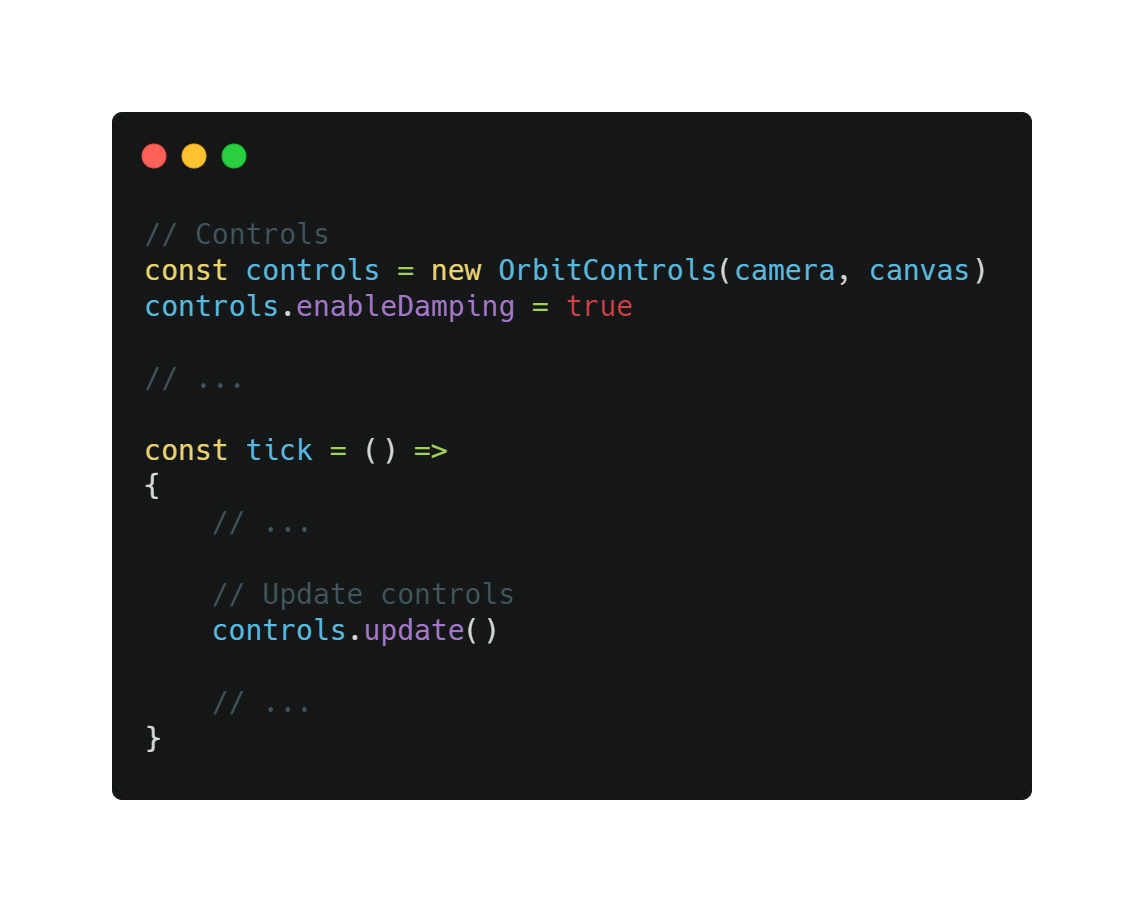 // Controls
const controls = new OrbitControls(camera, canvas)
controls.enableDamping = true
// ...
const tick = () =>
{
    // ...
    // Update controls
    controls.update()
    // ...
}